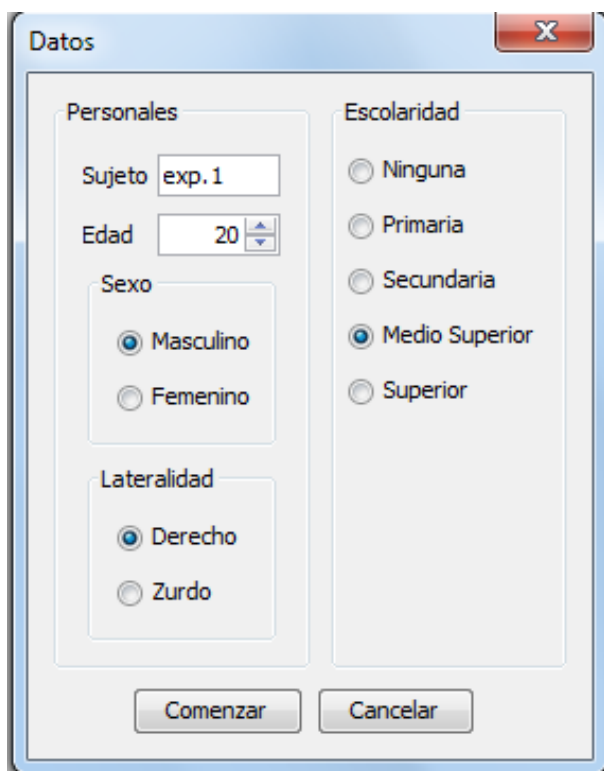 Datos
Personales
Sujeto exp.1
Edad 20
Sexo
Masculino
Femenino
Lateralidad
Derecho
Zurdo
Escolaridad
Ninguna
Primaria
Secundaria
Medio Superior
Superior
Comenzar Cancelar